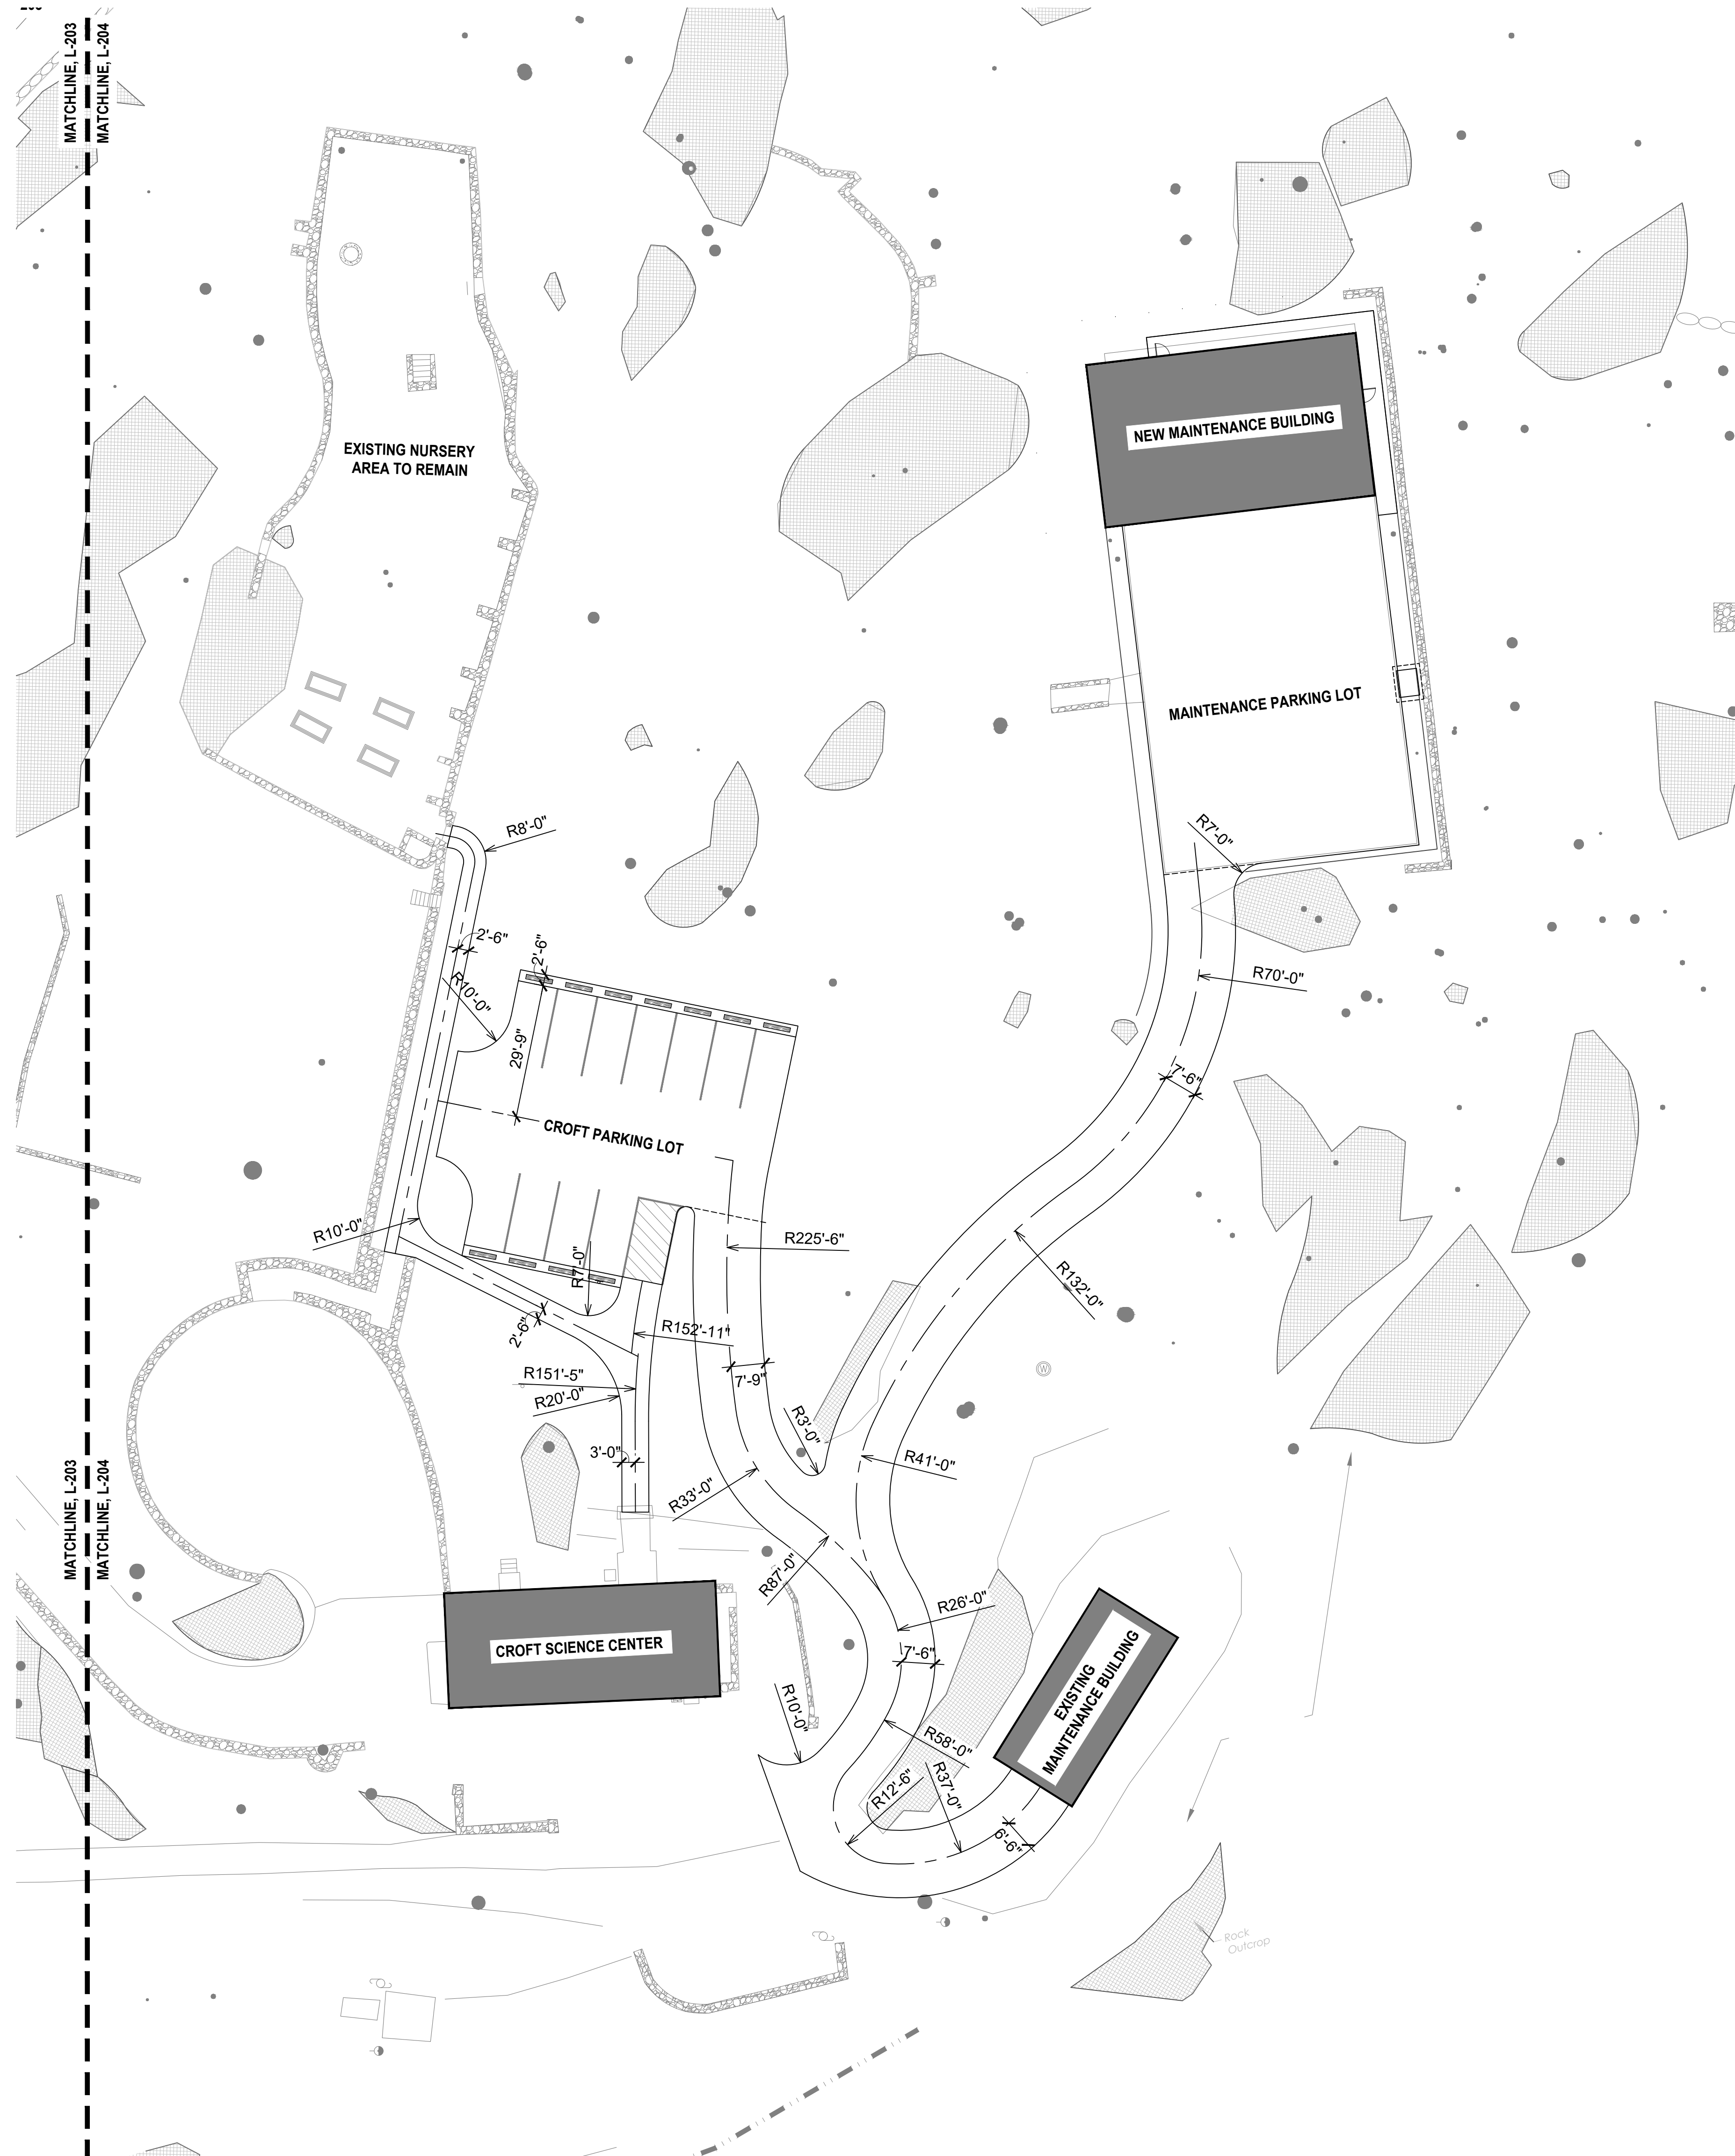 MATCHLINE, L-203
MATCHLINE, L-204
EXISTING NURSERY
AREA TO REMAIN
NEW MAINTENANCE BUILDING
MAINTENANCE PARKING LOT
R8'-0"
R7'-0"
2'-6"
2'-6"
R10'-0"
R70'-0"
29'-9"
7'-6"
CROFT PARKING LOT
R10'-0"
R225'-6"
R7'-0"
R132'-0"
2'-6"
R152'-11"
R151'-5"
7'-9"
R20'-0"
R3'-0"
3'-0"
W
R41'-0"
R33'-0"
MATCHLINE, L-203
MATCHLINE, L-204
R87'-0"
R26'-0"
CROFT SCIENCE CENTER
7'-6"
EXISTING
MAINTENANCE BUILDING
R10'-0"
R58'-0"
R12'-6"
R37'-0"
6'-6"
Rock
Outcrop